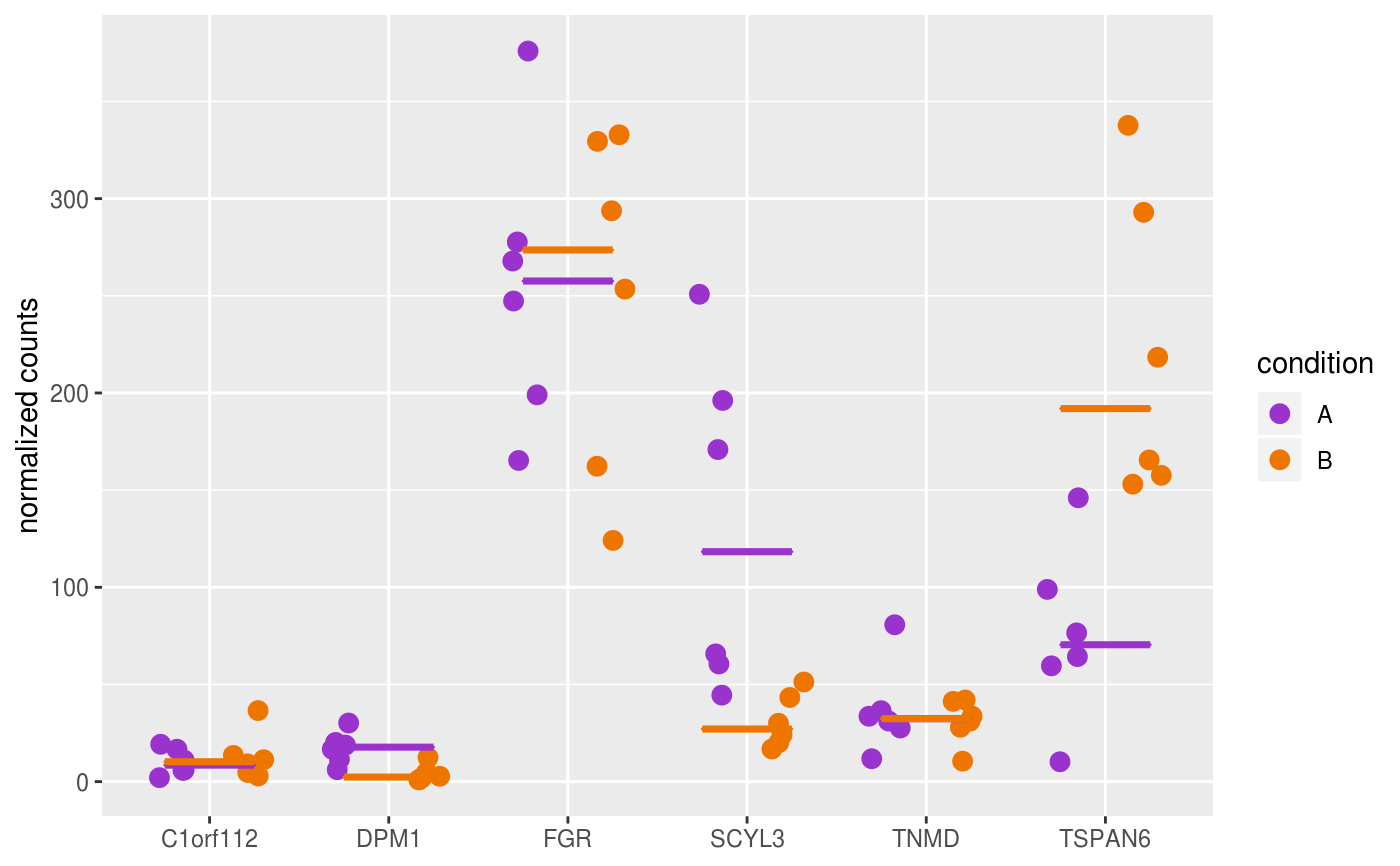 normalized counts
300
200
100
0
C1orf112 DPM1 FGR SCYL3 TNMD TSPAN6
condition
A
B